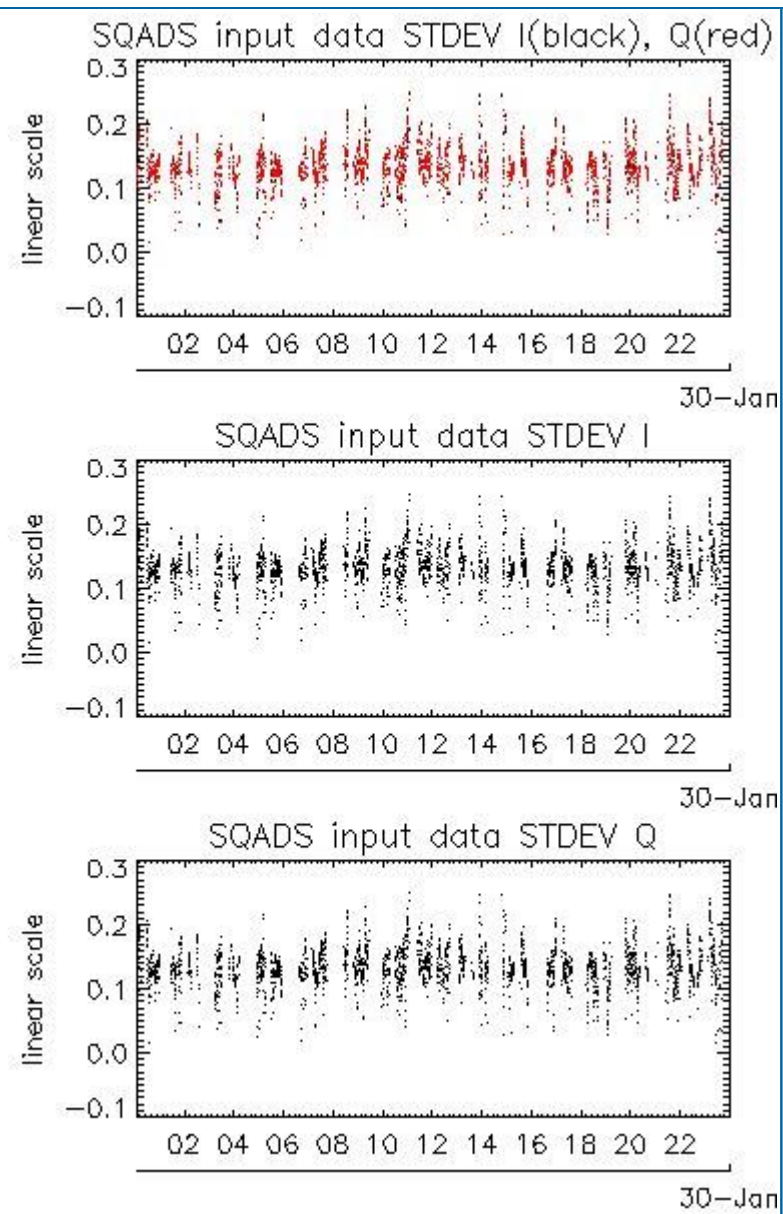 SQADS input data STDEV I(black), Q(red)
0.3
0.2
0.1
0.0
-0.1
linear scale
02 04 06 08 10 12 14 16 18 20 22
30-Jan
SQADS input data STDEV I
0.3
0.2
0.1
0.0
-0.1
linear scale
02 04 06 08 10 12 14 16 18 20 22
30-Jan
SQADS input data STDEV Q
0.3
0.2
0.1
0.0
-0.1
linear scale
02 04 06 08 10 12 14 16 18 20 22
30-Jan